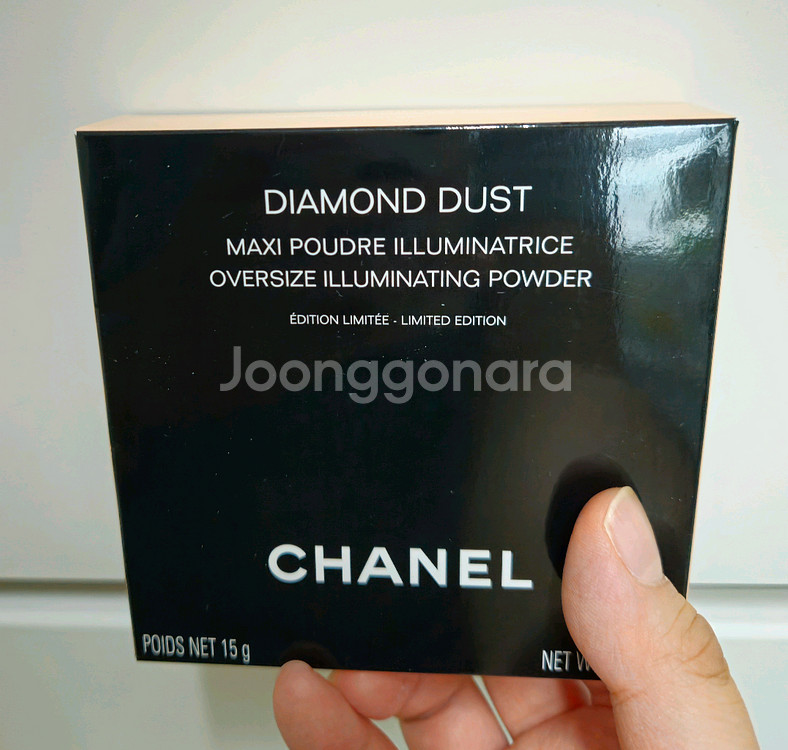 DIAMOND DUST
MAXI POUDRE ILLUMINATRICE
OVERSIZE ILLUMINATING POWDER
ÉDITION LIMITÉE - LIMITED EDITION
Joonggonara
CHANEL
POIDS NET 15 g
NET